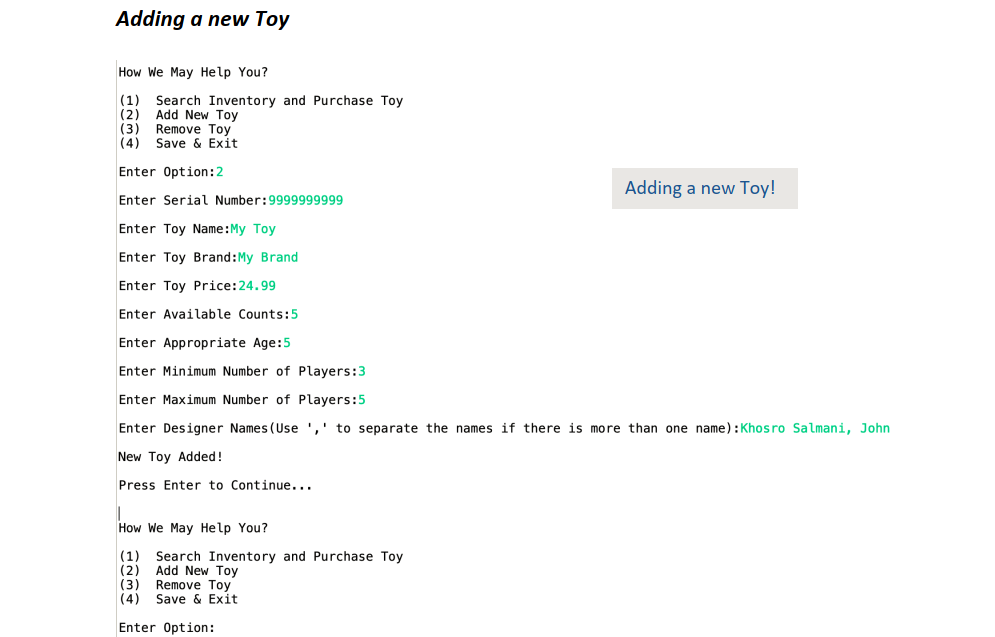 Adding a new Toy
How We May Help You?
(1)  Search Inventory and Purchase Toy
(2)  Add New Toy
(3)  Remove Toy
(4)  Save & Exit
Enter Option:2
Adding a new Toy!
Enter Serial Number:9999999999
Enter Toy Name:My Toy
Enter Toy Brand:My Brand
Enter Toy Price:24.99
Enter Available Counts:5
Enter Appropriate Age:5
Enter Minimum Number of Players:3
Enter Maximum Number of Players:5
Enter Designer Names(Use ',' to separate the names if there is more than one name):Khosro Salmani, John
New Toy Added!
Press Enter to Continue...
How We May Help You?
(1)  Search Inventory and Purchase Toy
(2)  Add New Toy
(3)  Remove Toy
(4)  Save & Exit
Enter Option: